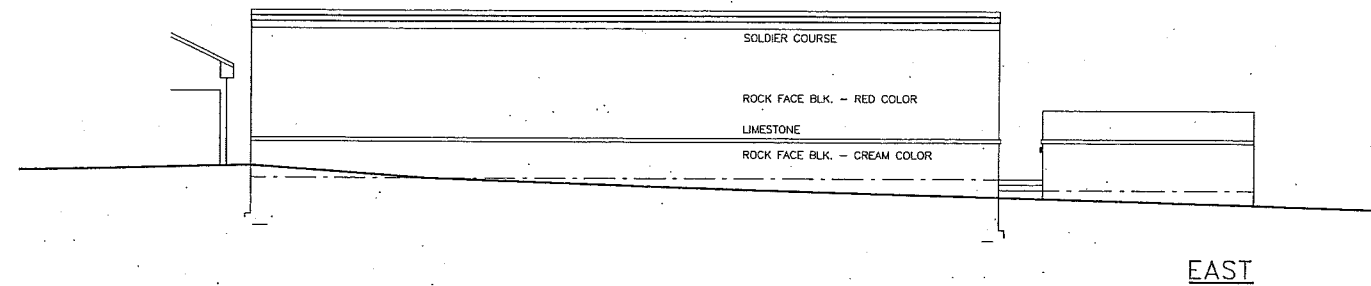 SOLDIER COURSE
ROCK FACE BLK. - RED COLOR
LIMESTONE
ROCK FACE BLK. - CREAM COLOR
EAST